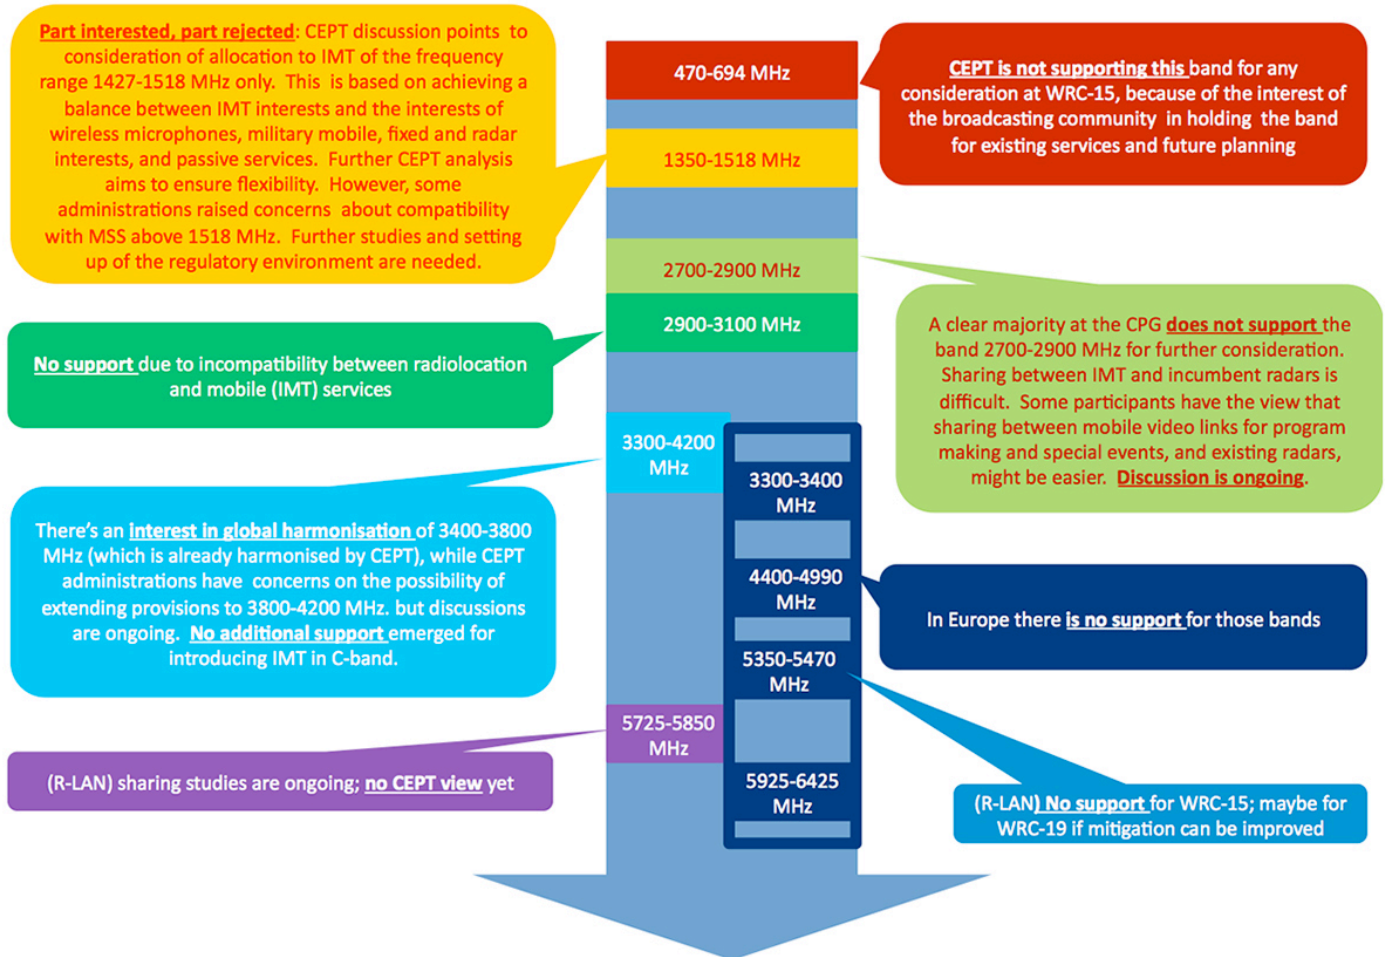 Part interested, part rejected: CEPT discussion points to
consideration of allocation to IMT of the frequency
range 1427-1518 MHz only. This is based on achieving a
balance between IMT interests and the interests of
wireless microphones, military mobile, fixed and radar
interests, and passive services. Further CEPT analysis
aims to ensure flexibility. However, some
administrations raised concerns about compatibility
with MSS above 1518 MHz. Further studies and setting
up of the regulatory environment are needed.
470-694 MHz
CEPT is not supporting this band for any
consideration at WRC-15, because of the interest of
the broadcasting community in holding the band
for existing services and future planning
1350-1518 MHz
2700-2900 MHz
2900-3100 MHz
A clear majority at the CPG does not support the
band 2700-2900 MHz for further consideration.
Sharing between IMT and incumbent radars is
difficult. Some participants have the view that
sharing between mobile video links for program
making and special events, and existing radars,
might be easier. Discussion is ongoing.
No support due to incompatibility between radiolocation
and mobile (IMT) services
3300-4200
MHz
3300-3400
MHz
There's an interest in global harmonisation of 3400-3800
MHz (which is already harmonised by CEPT), while CEPT
administrations have concerns on the possibility of
extending provisions to 3800-4200 MHz. but discussions
are ongoing. No additional support emerged for
introducing IMT in C-band.
4400-4990
MHz
In Europe there is no support for those bands
5350-5470
MHz
5725-5850
MHz
(R-LAN) sharing studies are ongoing; no CEPT view yet
5925-6425
MHz
(R-LAN) No support for WRC-15; maybe for
WRC-19 if mitigation can be improved